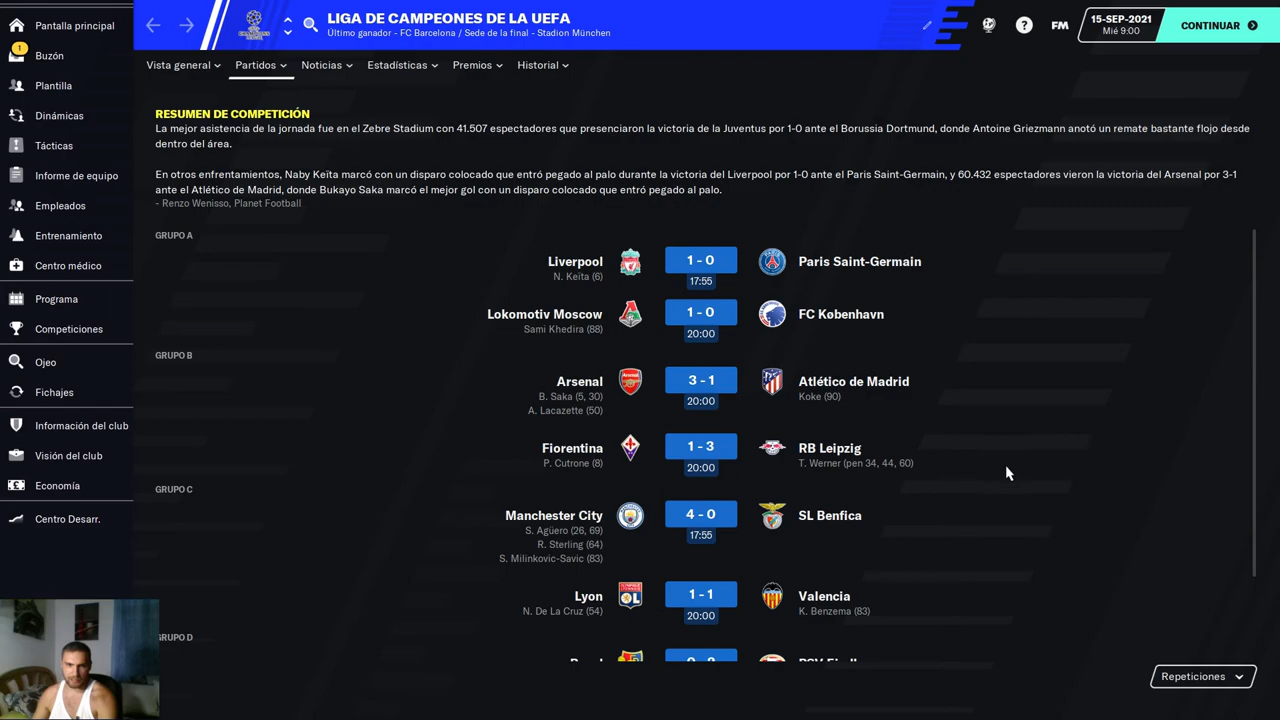 LIGA DE CAMPEONES DE LA UEFA
Último ganador - FC Barcelona / Sede de la final - Stadion München
FM
15-SEP-2021
Mié 9:00
CONTINUAR
Pantalla principal
1
Buzón
Plantilla
Dinámicas
Tácticas
Informe de equipo
Empleados
Entrenamiento
Centro médico
Programa
Competiciones
Ojeo
Fichajes
Información del club
Visión del club
Economía
Centro Desarr.
Vista general
Partidos
Noticias
Estadísticas
Premios
Historial
RESUMEN DE COMPETICIÓN
La mejor asistencia de la jornada fue en el Zebre Stadium con 41.507 espectadores que presenciaron la victoria de la Juventus por 1-0 ante el Borussia Dortmund, donde Antoine Griezmann anotó un remate bastante flojo desde
dentro del área.
En otros enfrentamientos, Naby Keïta marcó con un disparo colocado que entró pegado al palo durante la victoria del Liverpool por 1-0 ante el Paris Saint-Germain, y 60.432 espectadores vieron la victoria del Arsenal por 3-1
ante el Atlético de Madrid, donde Bukayo Saka marcó el mejor gol con un disparo colocado que entró pegado al palo.
- Renzo Wenisso, Planet Football
GRUPO A
Liverpool 1 - 0 Paris Saint-Germain
N. Keïta (6) 17:55
Lokomotiv Moscow 1 - 0 FC København
Sami Khedira (88) 20:00
GRUPO B
Arsenal 3 - 1 Atlético de Madrid
B. Saka (5, 30) 20:00 Koke (90)
A. Lacazette (50)
Fiorentina 1 - 3 RB Leipzig
P. Cutrone (8) 20:00 T. Werner (pen 34, 44, 60)
GRUPO C
Manchester City 4 - 0 SL Benfica
S. Agüero (26, 69) 17:55
R. Sterling (64)
S. Milinkovic-Savic (83)
Lyon 1 - 1 Valencia
N. De La Cruz (54) 20:00 K. Benzema (83)
GRUPO D
Repeticiones